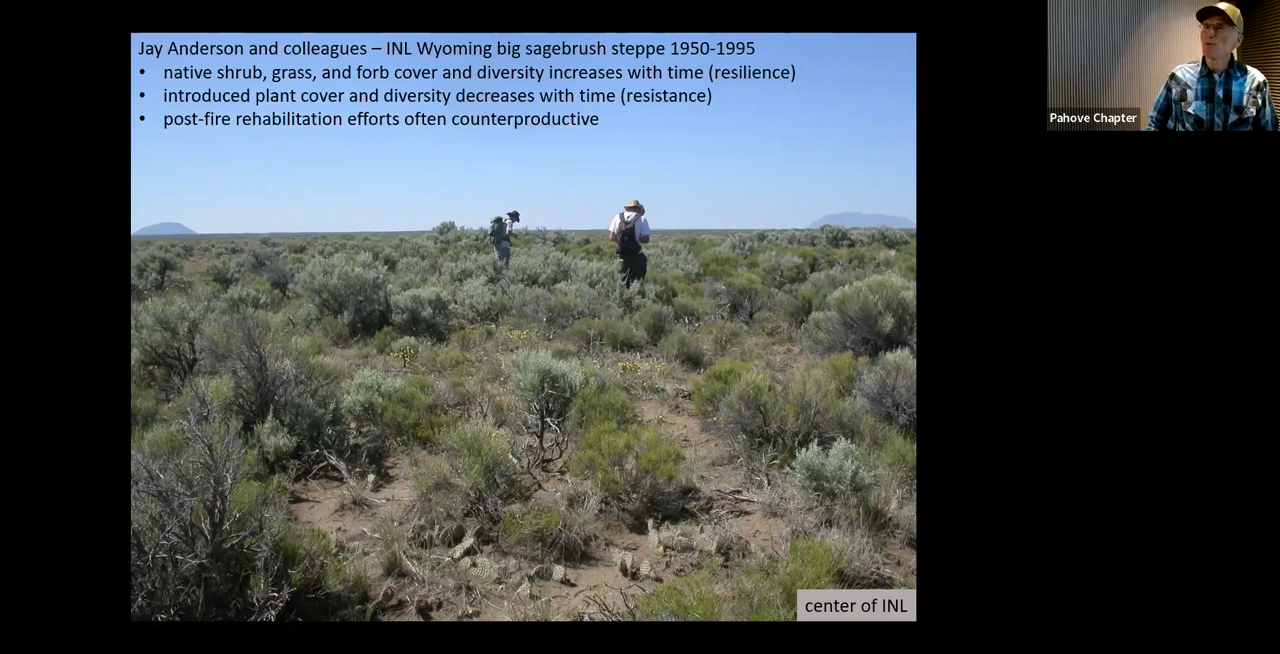 Jay Anderson and colleagues – INL Wyoming big sagebrush steppe 1950-1995
• native shrub, grass, and forb cover and diversity increases with time (resilience)
• introduced plant cover and diversity decreases with time (resistance)
• post-fire rehabilitation efforts often counterproductive
Pahove Chapter
center of INL